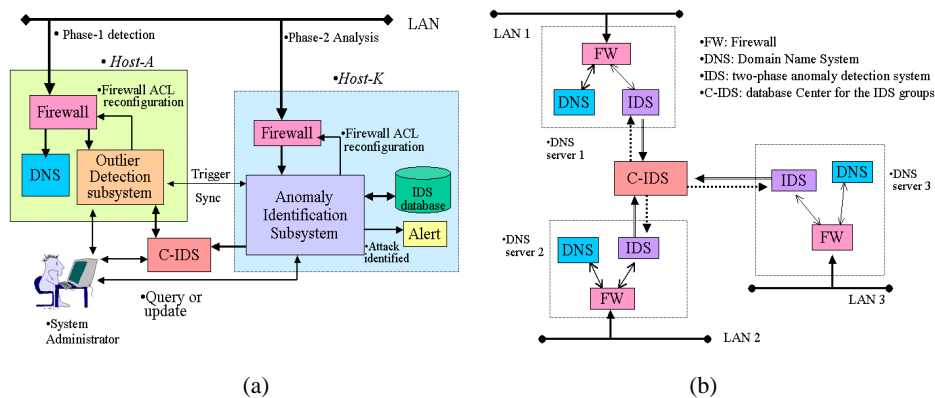 LAN
•Phase-1 detection
•Phase-2 Analysis
•Host-A
•Host-K
•Firewall ACL
reconfiguration
Firewall
DNS
Outlier
Detection
subsystem
Trigger
Sync
Firewall
•Firewall ACL
reconfiguration
Anomaly
Identification
Subsystem
IDS
database
Alert
•Attack
identified
C-IDS
•Query or
update
•System
Administrator
(a)
LAN 1
FW
DNS
IDS
•DNS
server 1
•FW: Firewall
•DNS: Domain Name System
•IDS: two-phase anomaly detection system
•C-IDS: database Center for the IDS groups
C-IDS
IDS
DNS
•DNS
server 3
FW
LAN 3
•DNS
server 2
DNS
IDS
FW
LAN 2
(b)